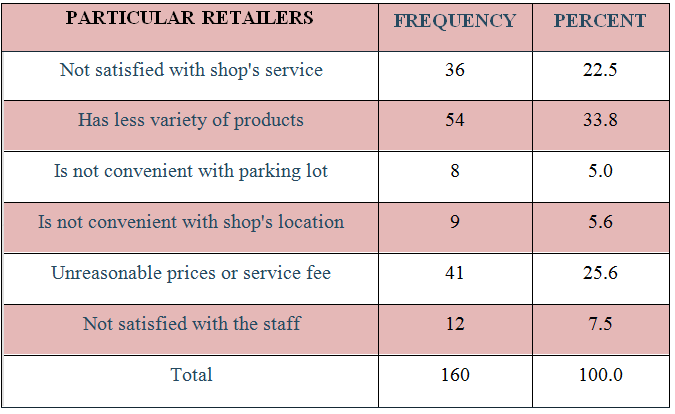 PARTICULAR RETAILERS FREQUENCY PERCENT
Not satisfied with shop's service 36 22.5
Has less variety of products 54 33.8
Is not convenient with parking lot 8 5.0
Is not convenient with shop's location 9 5.6
Unreasonable prices or service fee 41 25.6
Not satisfied with the staff 12 7.5
Total 160 100.0